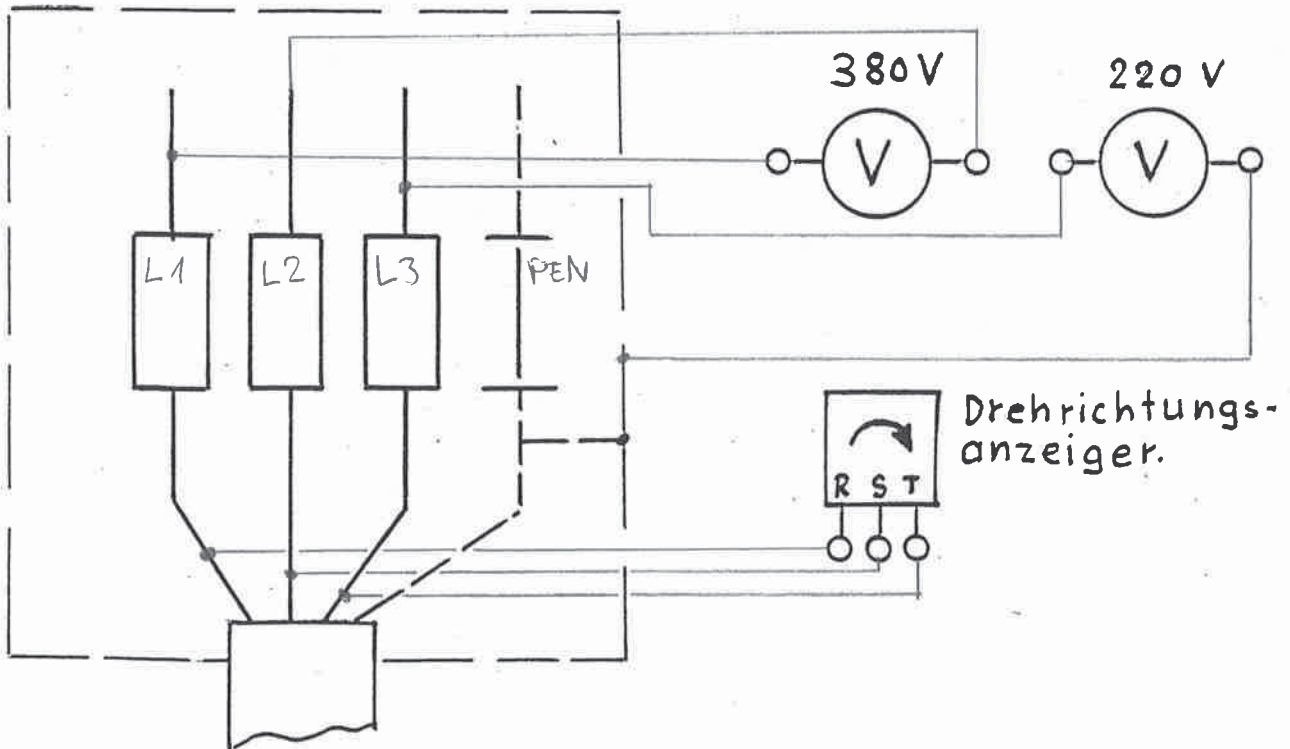 380V 220 V
V V
L1 L2 L3 PEN
Drehrichtungs-
anzeiger.
R S T